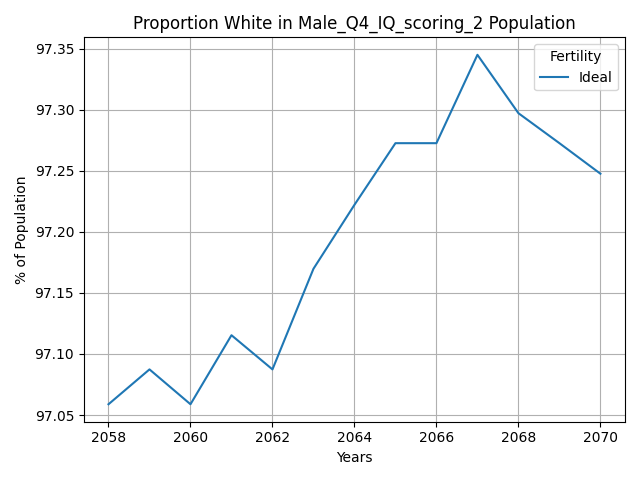 Proportion White in Male_Q4_IQ_scoring_2 Population
Fertility
Ideal
% of Population
97.35
97.30
97.25
97.20
97.15
97.10
97.05
2058 2060 2062 2064 2066 2068 2070
Years